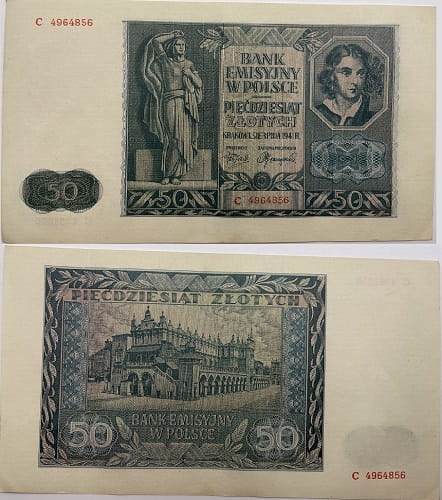 C 4964856
BANK
EMISYJNY
W POLSCE
PIĘĆDZIESIĄT
ZŁOTYCH
KRAKÓW 1. SIERPNIA 1941 R.
50
50
50
C 4964856
PIĘĆDZIESIĄT ZŁOTYCH
BANK EMISYJNY
W POLSCE
50
50
C 4964856